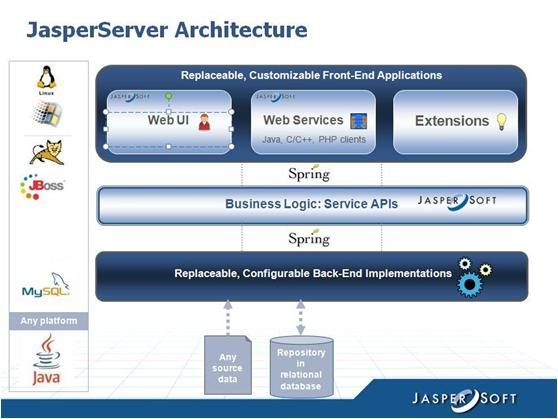 JasperServer Architecture
Linux
JBoss
MySQL
Any platform
Java
Replaceable, Customizable Front-End Applications
JASPERSOFT
Web UI
JASPERSOFT
Web Services
Java, C/C++, PHP clients
Extensions
Spring
Business Logic: Service APIs
JASPERSOFT
Spring
Replaceable, Configurable Back-End Implementations
Any
source
data
Repository
in
relational
database
JASPERSOFT